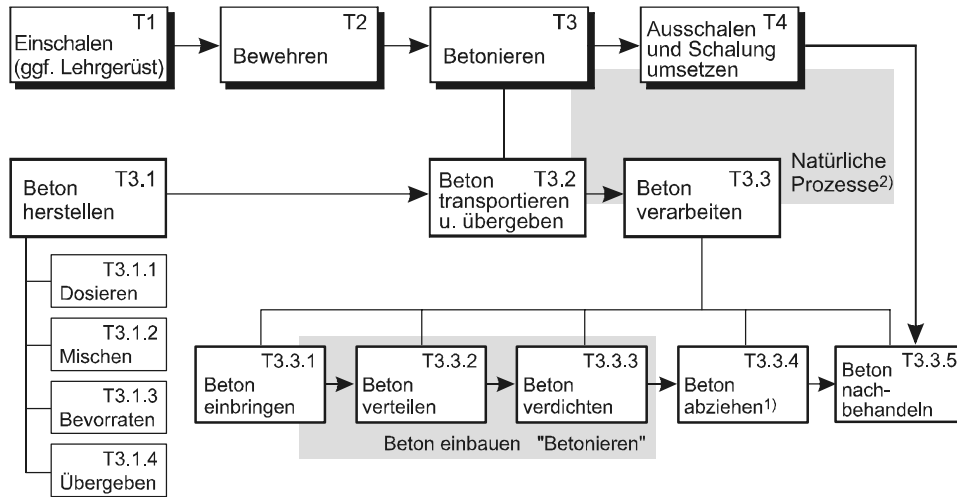 T1
Einschalen
(ggf. Lehrgerüst)
T2
Bewehren
T3
Betonieren
T4
Ausschalen
und Schalung
umsetzen
T3.1
Beton
herstellen
T3.2
Beton
transportieren
u. übergeben
T3.3
Beton
verarbeiten
Natürliche
Prozesse2)
T3.1.1
Dosieren
T3.1.2
Mischen
T3.1.3
Bevorraten
T3.1.4
Übergeben
T3.3.1
Beton
einbringen
T3.3.2
Beton
verteilen
T3.3.3
Beton
verdichten
T3.3.4
Beton
abziehen1)
T3.3.5
Beton
nach-
behandeln
Beton einbauen "Betonieren"